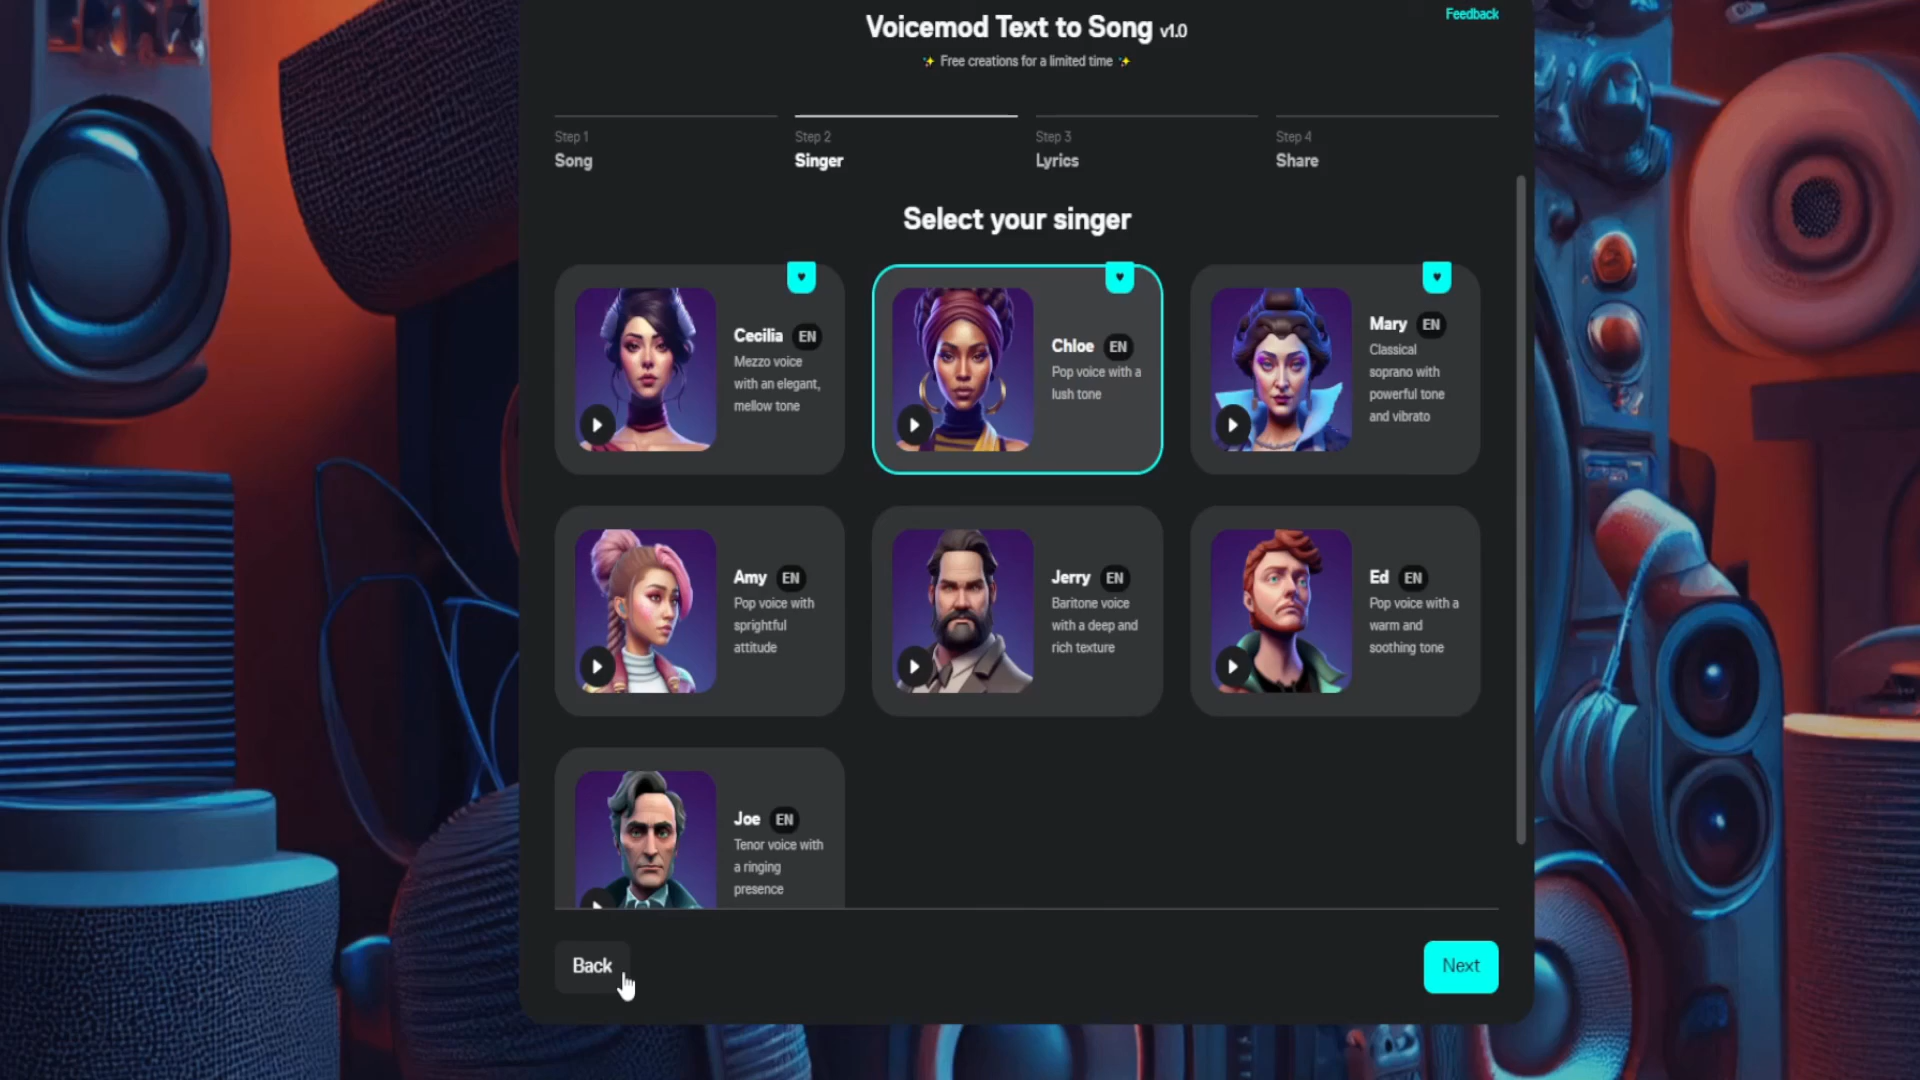 Feedback
Voicemod Text to Song v1.0
✨ Free creations for a limited time ✨
Step 1
Song
Step 2
Singer
Step 3
Lyrics
Step 4
Share
Select your singer
Cecilia EN
Mezzo voice
with an elegant,
mellow tone
Chloe EN
Pop voice with a
lush tone
Mary EN
Classical
soprano with
powerful tone
and vibrato
Amy EN
Pop voice with
sprightful
attitude
Jerry EN
Baritone voice
with a deep and
rich texture
Ed EN
Pop voice with a
warm and
soothing tone
Joe EN
Tenor voice with
a ringing
presence
Back
Next